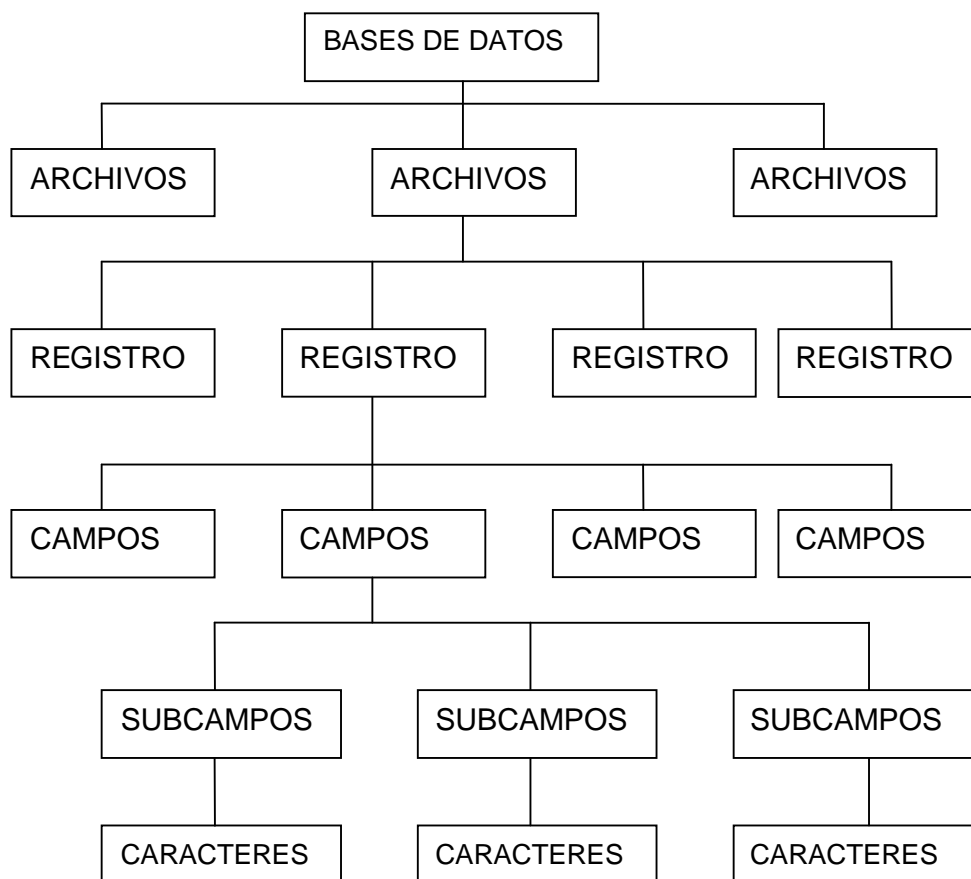 BASES DE DATOS
ARCHIVOS ARCHIVOS ARCHIVOS
REGISTRO REGISTRO REGISTRO REGISTRO
CAMPOS CAMPOS CAMPOS CAMPOS
SUBCAMPOS SUBCAMPOS SUBCAMPOS
CARACTERES CARACTERES CARACTERES